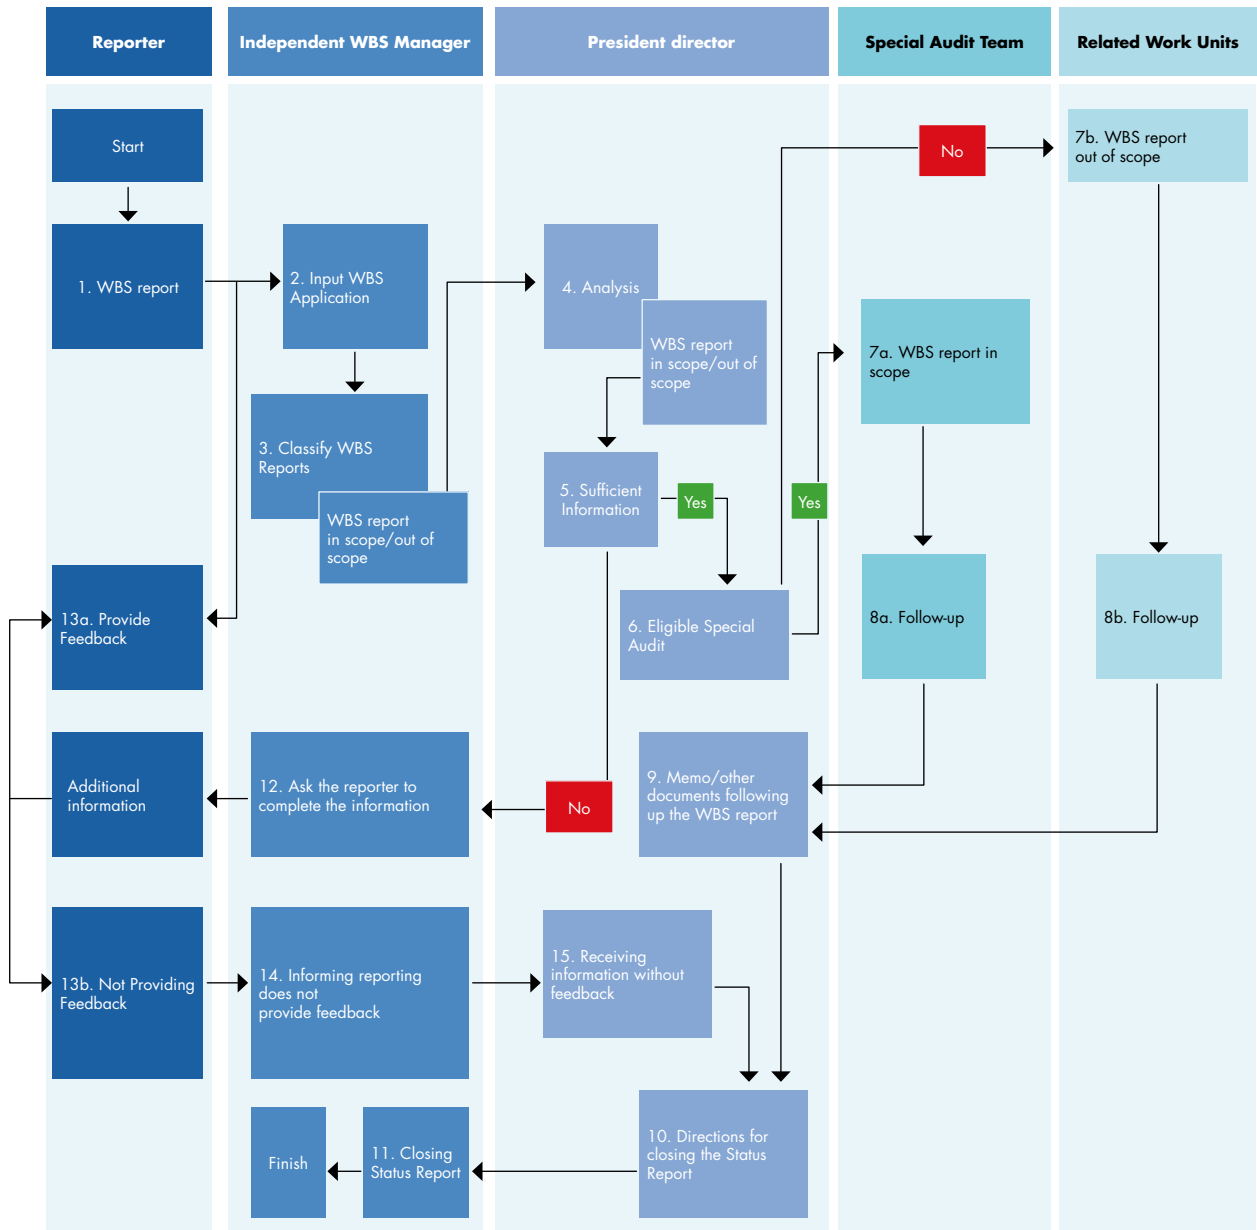 Reporter
Independent WBS Manager
President director
Special Audit Team
Related Work Units
Start
No
7b. WBS report
out of scope
1. WBS report
2. Input WBS
Application
4. Analysis
WBS report
in scope/out of
scope
7a. WBS report in
scope
3. Classify WBS
Reports
WBS report
in scope/out of
scope
5. Sufficient
Information
Yes
Yes
13a. Provide
Feedback
6. Eligible Special
Audit
8a. Follow-up
8b. Follow-up
Additional
information
12. Ask the reporter to
complete the information
No
9. Memo/other
documents following
up the WBS report
13b. Not Providing
Feedback
14. Informing reporting
does not
provide feedback
15. Receiving
information without
feedback
Finish
11. Closing
Status Report
10. Directions for
closing the Status
Report